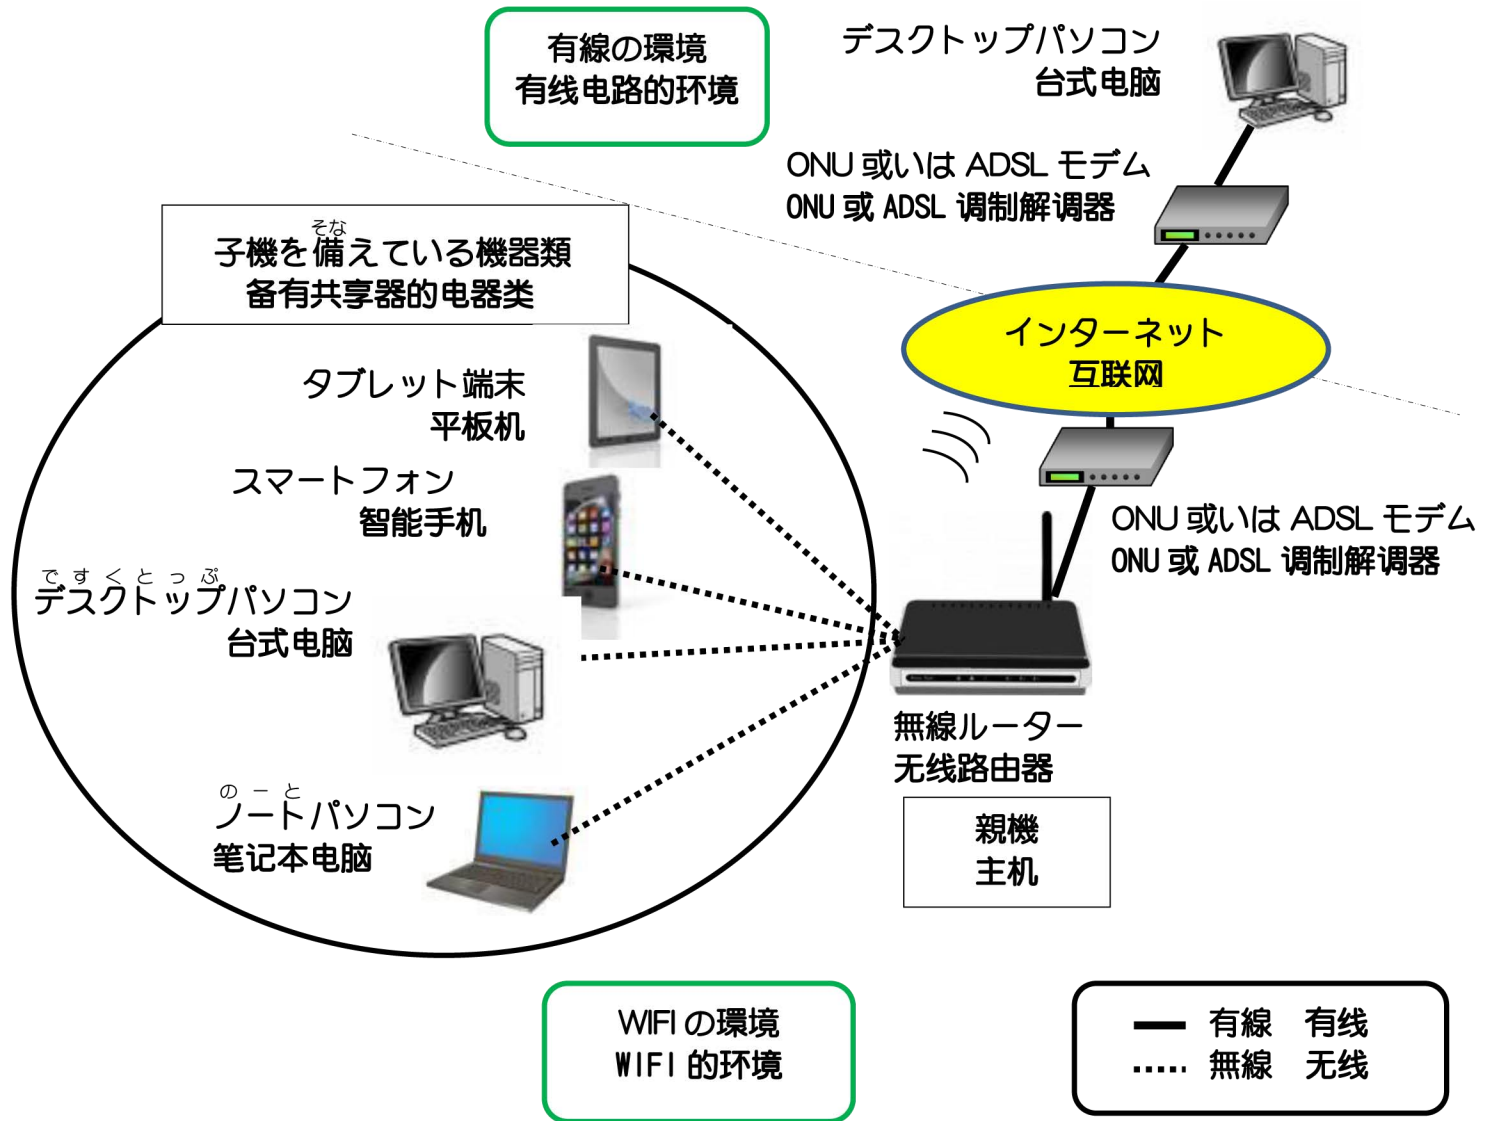 有線の環境
有线电路的环境
デスクトップパソコン
台式电脑
ONU 或いは ADSL モデム
ONU 或 ADSL 调制解调器
そな
子機を備えている機器類
备有共享器的电器类
インターネット
互联网
タブレット端末
平板机
スマートフォン
智能手机
ONU 或いは ADSL モデム
ONU 或 ADSL 调制解调器
ですくとっぷ
デスクトップパソコン
台式电脑
無線ルーター
无线路由器
のーと
ノートパソコン
笔记本电脑
親機
主机
WIFI の環境
WIFI 的环境
有線 有线
無線 无线